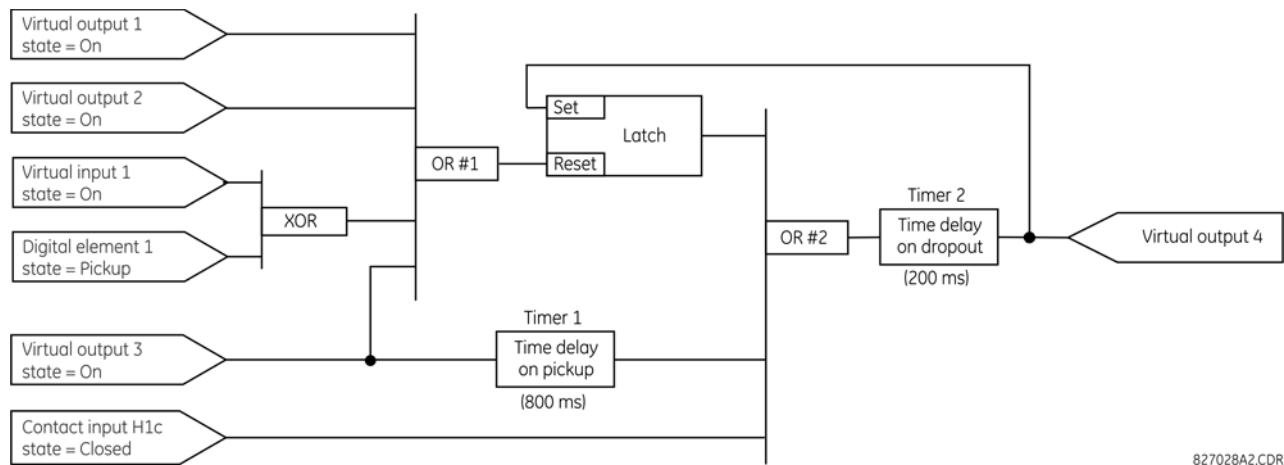 Virtual output 1
state = On
Virtual output 2
state = On
Virtual input 1
state = On
Digital element 1
state = Pickup
Virtual output 3
state = On
Contact input H1c
state = Closed
XOR
OR #1
Set
Latch
Reset
Timer 1
Time delay
on pickup
(800 ms)
OR #2
Timer 2
Time delay
on dropout
(200 ms)
Virtual output 4
827028A2.CDR